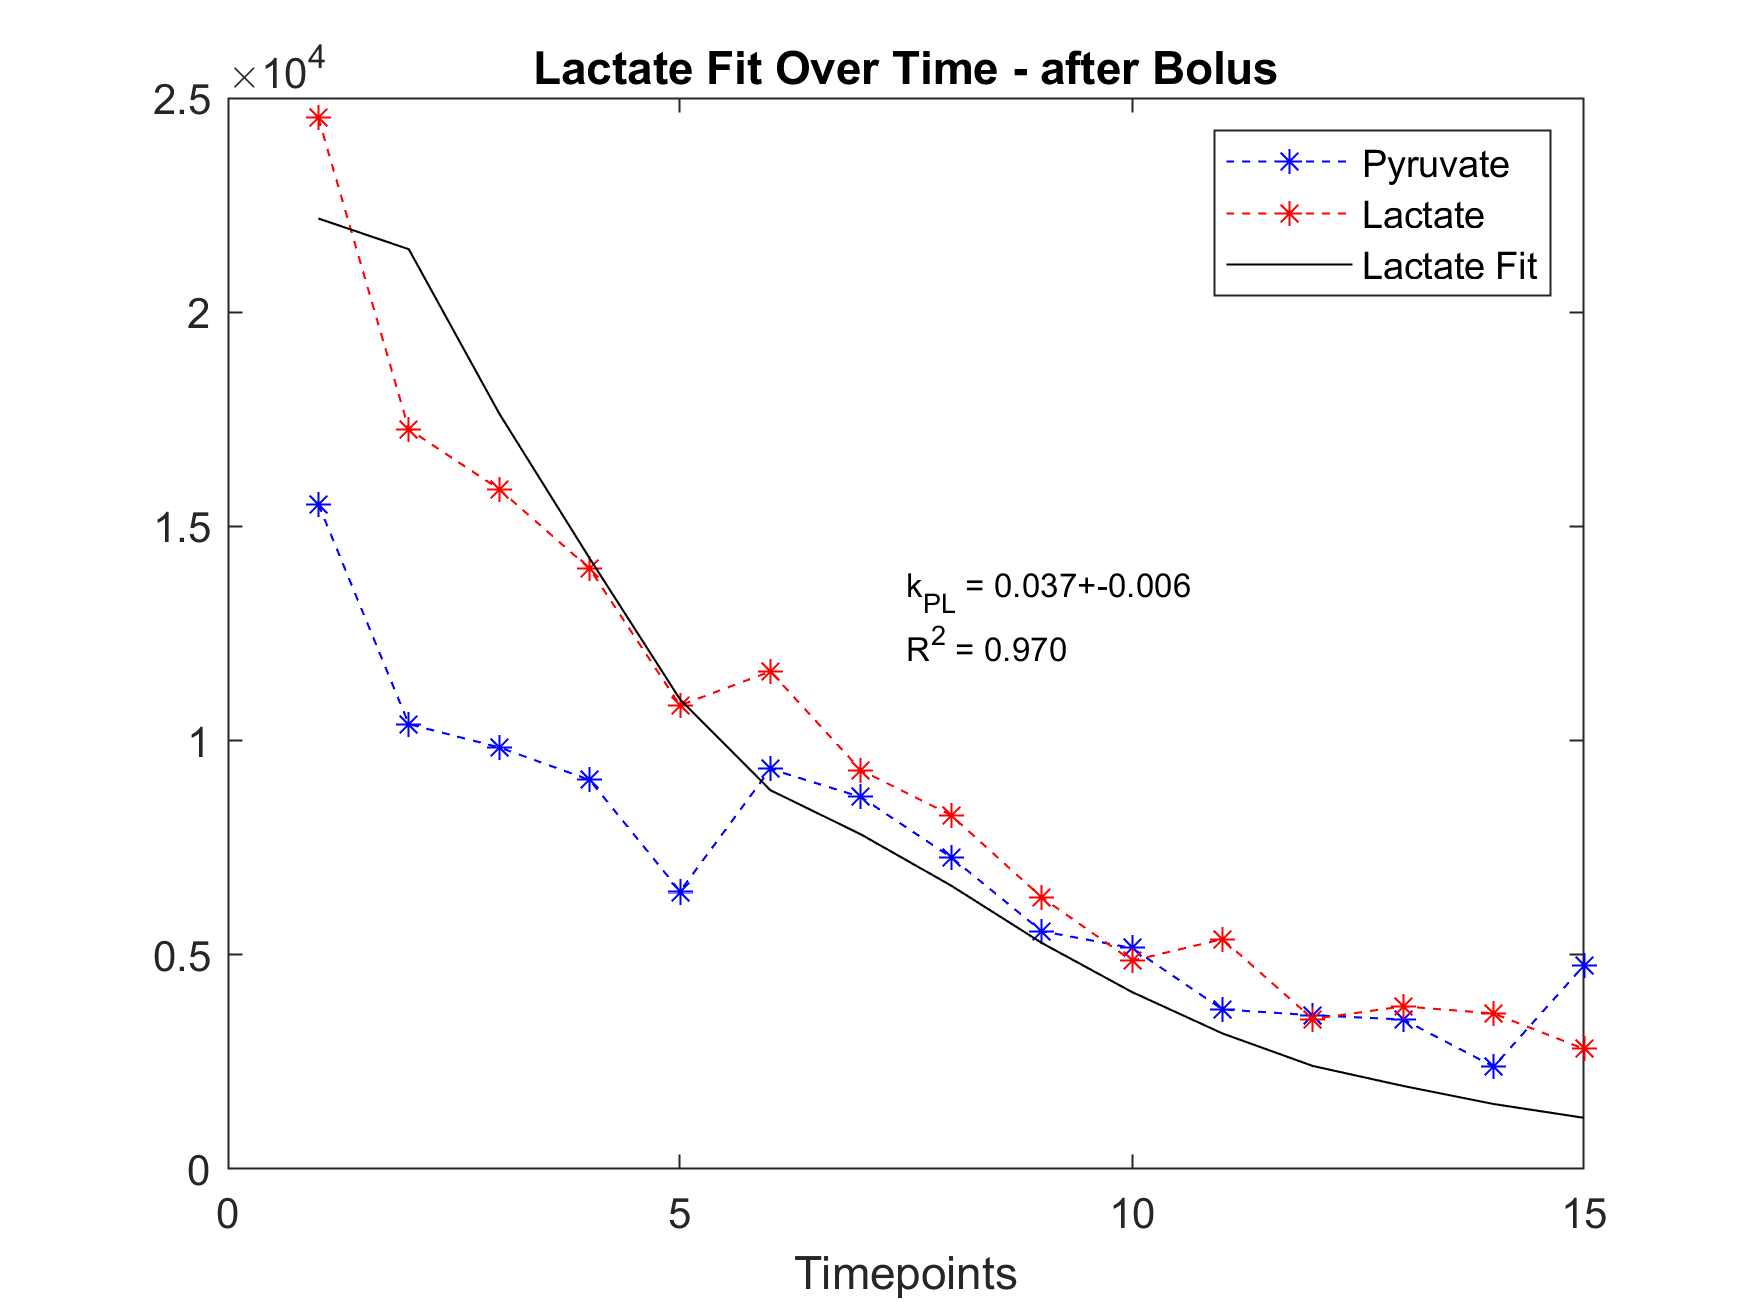 Lactate Fit Over Time - after Bolus
×10^4
2.5
2
1.5
1
0.5
0
0 5 10 15
Timepoints
Pyruvate
Lactate
Lactate Fit
k_PL = 0.037+-0.006
R^2 = 0.970